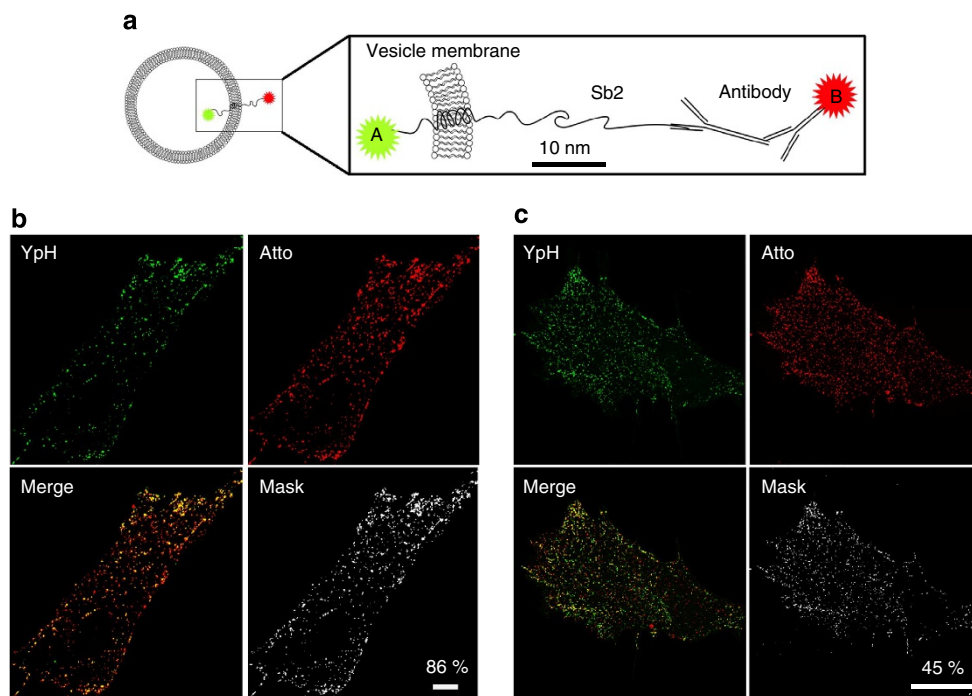 a
Vesicle membrane
Sb2
Antibody
A
B
10 nm
b
YpH
Atto
Merge
Mask
86 %
c
YpH
Atto
Merge
Mask
45 %